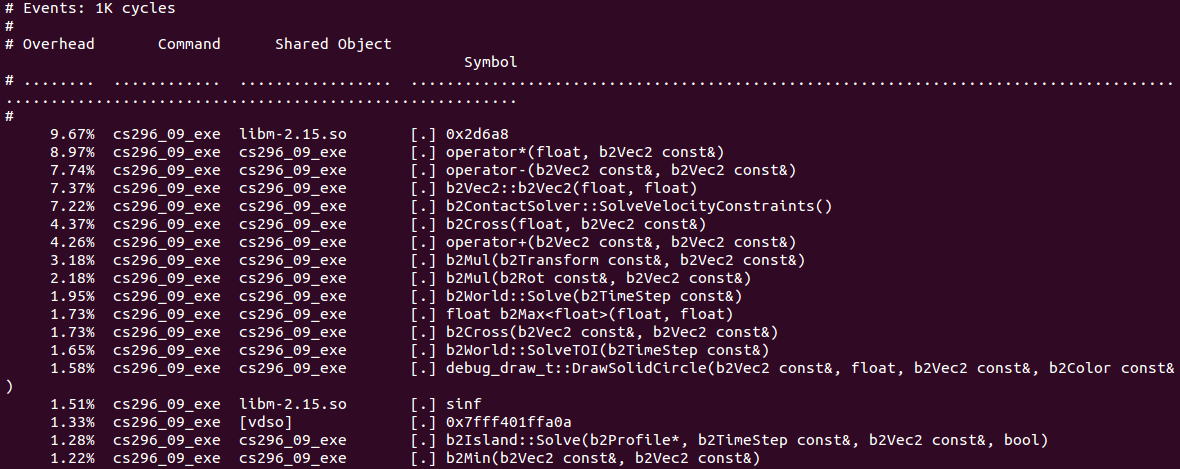 # Events: 1K cycles
#
# Overhead       Command      Shared Object
                                                   Symbol
# ........  ............  .................  .....................................................................................
.........................................................
#
     9.67%  cs296_09_exe  libm-2.15.so       [.] 0x2d6a8
     8.97%  cs296_09_exe  cs296_09_exe       [.] operator*(float, b2Vec2 const&)
     7.74%  cs296_09_exe  cs296_09_exe       [.] operator-(b2Vec2 const&, b2Vec2 const&)
     7.37%  cs296_09_exe  cs296_09_exe       [.] b2Vec2::b2Vec2(float, float)
     7.22%  cs296_09_exe  cs296_09_exe       [.] b2ContactSolver::SolveVelocityConstraints()
     4.37%  cs296_09_exe  cs296_09_exe       [.] b2Cross(float, b2Vec2 const&)
     4.26%  cs296_09_exe  cs296_09_exe       [.] operator+(b2Vec2 const&, b2Vec2 const&)
     3.18%  cs296_09_exe  cs296_09_exe       [.] b2Mul(b2Transform const&, b2Vec2 const&)
     2.18%  cs296_09_exe  cs296_09_exe       [.] b2Mul(b2Rot const&, b2Vec2 const&)
     1.95%  cs296_09_exe  cs296_09_exe       [.] b2World::Solve(b2TimeStep const&)
     1.73%  cs296_09_exe  cs296_09_exe       [.] float b2Max<float>(float, float)
     1.73%  cs296_09_exe  cs296_09_exe       [.] b2Cross(b2Vec2 const&, b2Vec2 const&)
     1.65%  cs296_09_exe  cs296_09_exe       [.] b2World::SolveTOI(b2TimeStep const&)
     1.58%  cs296_09_exe  cs296_09_exe       [.] debug_draw_t::DrawSolidCircle(b2Vec2 const&, float, b2Vec2 const&, b2Color const&
)
     1.51%  cs296_09_exe  libm-2.15.so       [.] sinf
     1.33%  cs296_09_exe  [vdso]             [.] 0x7fff401ffa0a
     1.28%  cs296_09_exe  cs296_09_exe       [.] b2Island::Solve(b2Profile*, b2TimeStep const&, b2Vec2 const&, bool)
     1.22%  cs296_09_exe  cs296_09_exe       [.] b2Min(b2Vec2 const&, b2Vec2 const&)